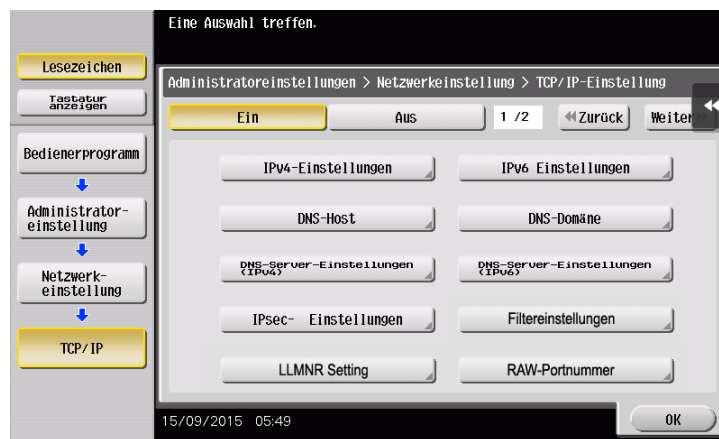 Eine Auswahl treffen.
Lesezeichen
Tastatur
anzeigen
Bedienerprogramm
Administrator-
einstellung
Netzwerk-
einstellung
TCP/IP
Administratoreinstellungen > Netzwerkeinstellung > TCP/IP-Einstellung
Ein Aus 1 /2 Zurück Weiter
IPv4-Einstellungen IPv6 Einstellungen
DNS-Host DNS-Domäne
DNS-Server-Einstellungen
(IPv4)
DNS-Server-Einstellungen
(IPv6)
IPsec- Einstellungen Filtereinstellungen
LLMNR Setting RAW-Portnummer
15/09/2015 05:49 OK